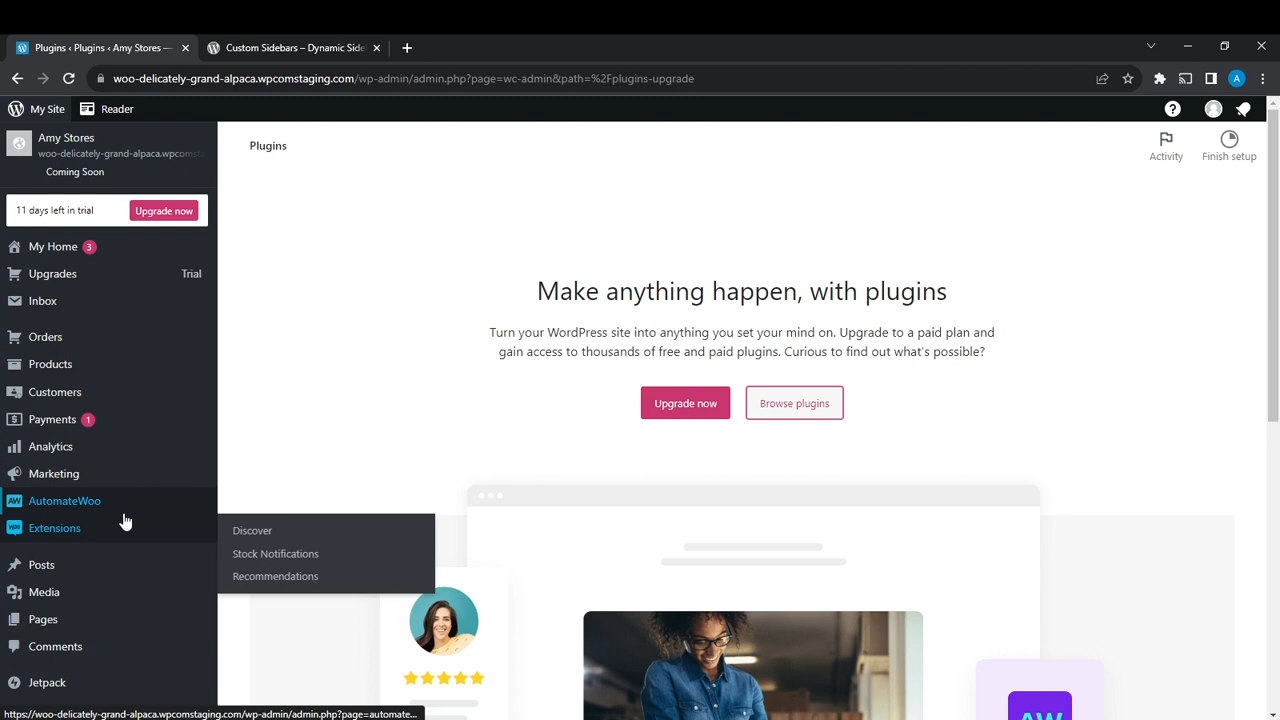 Plugins ‹ Plugins ‹ Amy Stores —
Custom Sidebars – Dynamic Side
woo-delicately-grand-alpaca.wpcomstaging.com/wp-admin/admin.php?page=wc-admin&path=%2Fplugins-upgrade
A
My Site
Reader
Amy Stores
woo-delicately-grand-alpaca.wpcomst
Coming Soon
Plugins
Activity
Finish setup
11 days left in trial
Upgrade now
My Home 3
Upgrades Trial
Inbox
Orders
Products
Customers
Payments 1
Analytics
Marketing
AW AutomateWoo
woo Extensions
Discover
Stock Notifications
Recommendations
Posts
Media
Pages
Comments
Jetpack
Make anything happen, with plugins
Turn your WordPress site into anything you set your mind on. Upgrade to a paid plan and
gain access to thousands of free and paid plugins. Curious to find out what's possible?
Upgrade now
Browse plugins
AW
https://woo-delicately-grand-alpaca.wpcomstaging.com/wp-admin/admin.php?page=automate...